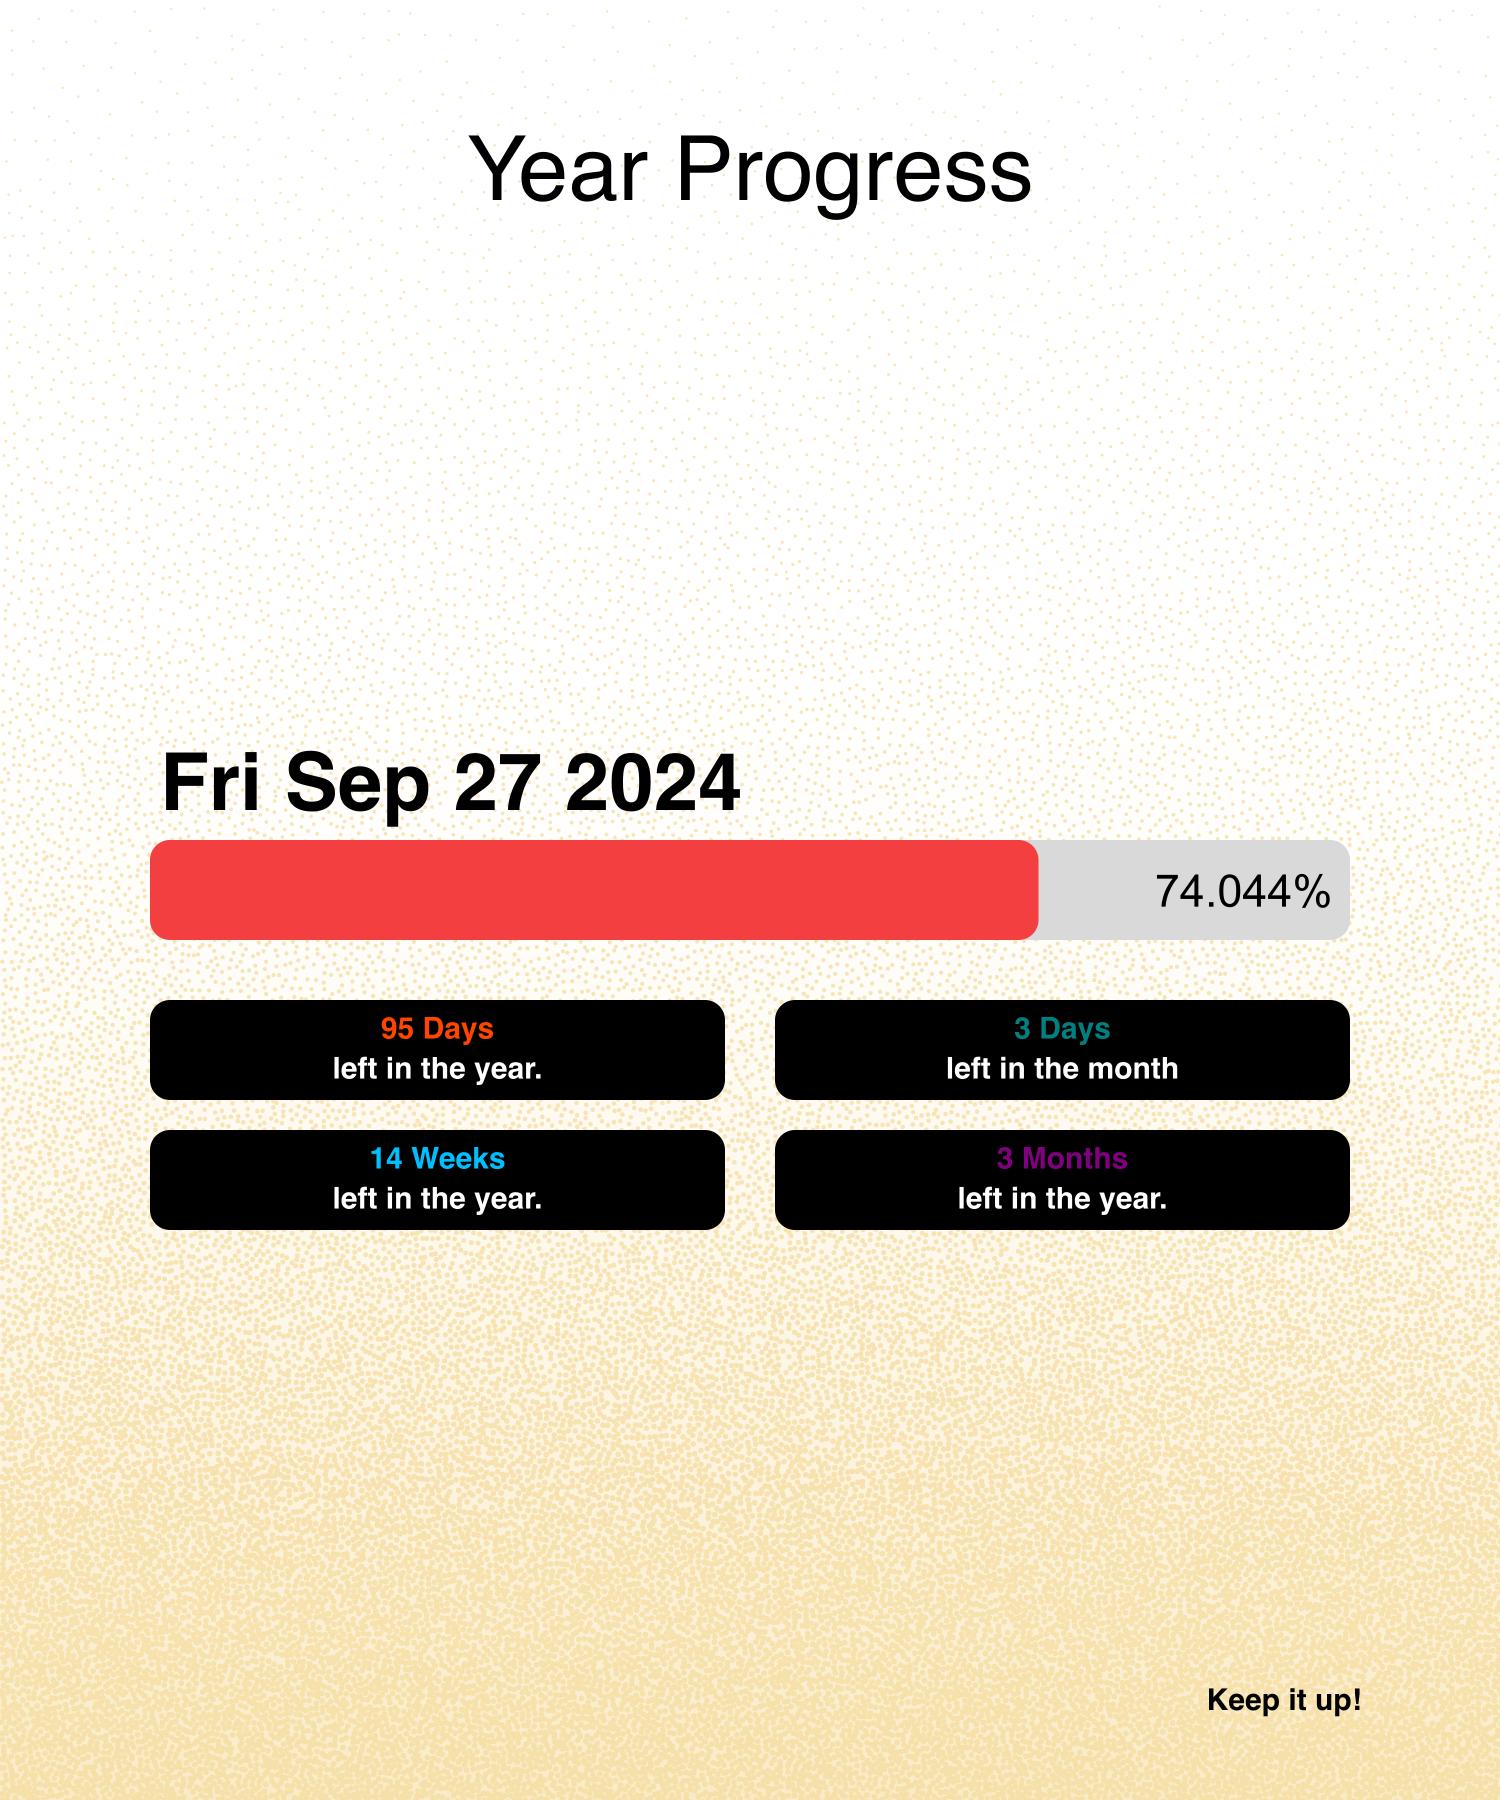 Year Progress
Fri Sep 27 2024
74.044%
95 Days
left in the year.
3 Days
left in the month
14 Weeks
left in the year.
3 Months
left in the year.
Keep it up!